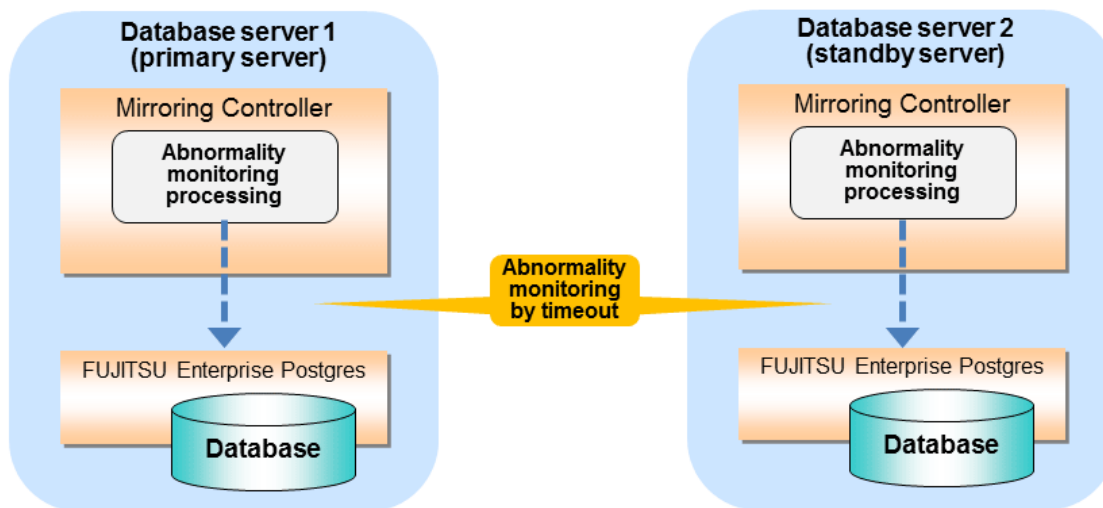 Database server 1
(primary server)
Mirroring Controller
Abnormality
monitoring
processing
FUJITSU Enterprise Postgres
Database
Abnormality
monitoring
by timeout
Database server 2
(standby server)
Mirroring Controller
Abnormality
monitoring
processing
FUJITSU Enterprise Postgres
Database